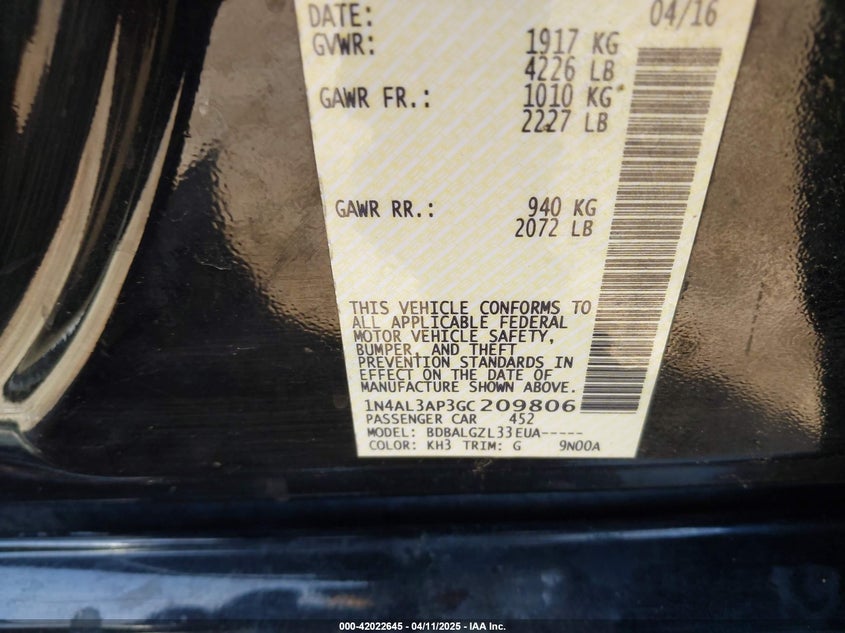 DATE: 04/16
GVWR: 1917 KG
4226 LB
GAWR FR.: 1010 KG
2227 LB
GAWR RR.: 940 KG
2072 LB
THIS VEHICLE CONFORMS TO
ALL APPLICABLE FEDERAL
MOTOR VEHICLE SAFETY,
BUMPER, AND THEFT
PREVENTION STANDARDS IN
EFFECT ON THE DATE OF
MANUFACTURE SHOWN ABOVE.
1N4AL3AP3GC209806
PASSENGER CAR 452
MODEL: BDBALGZL33EUA-----
COLOR: KH3 TRIM: G 9N00A
000-42022645 - 04/11/2025 - IAA Inc.